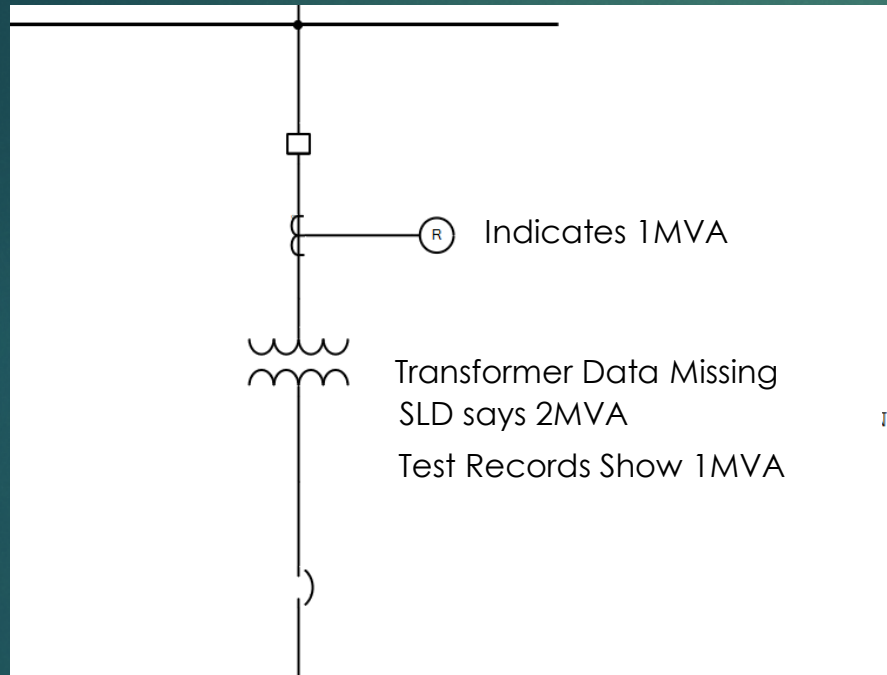 R
Indicates 1MVA
Transformer Data Missing
SLD says 2MVA
Test Records Show 1MVA